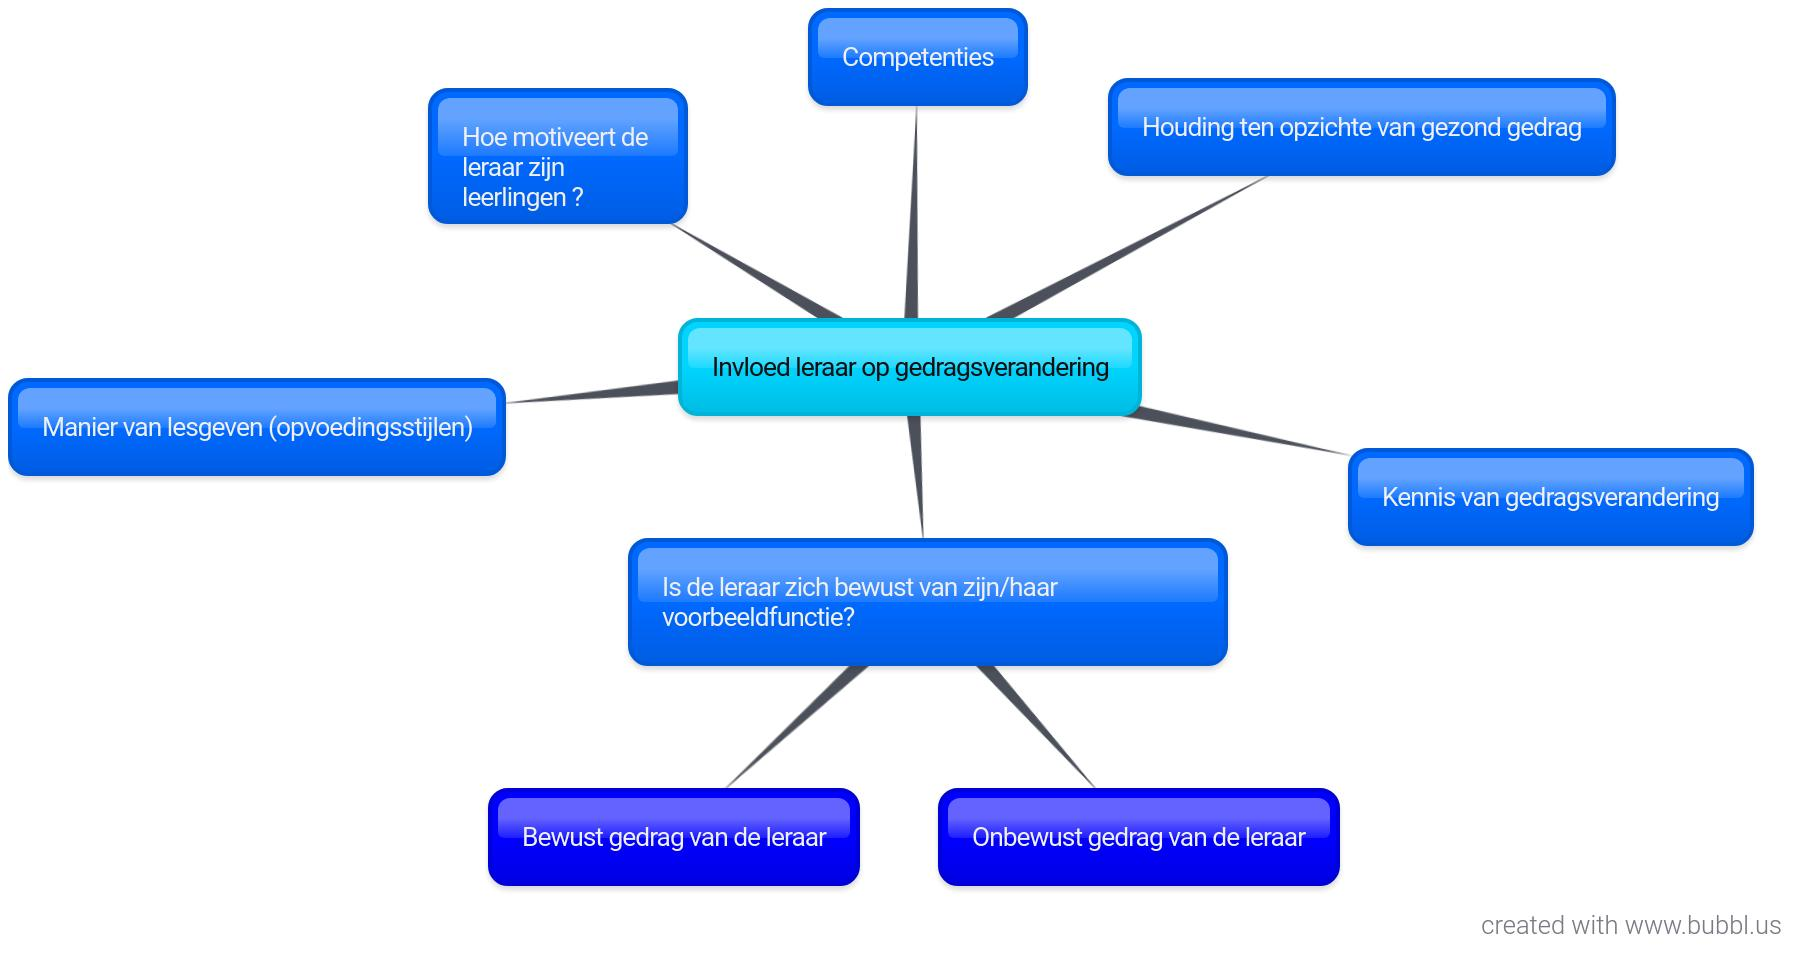 Competenties
Hoe motiveert de
leraar zijn
leerlingen ?
Houding ten opzichte van gezond gedrag
Invloed leraar op gedragsverandering
Manier van lesgeven (opvoedingsstijlen)
Kennis van gedragsverandering
Is de leraar zich bewust van zijn/haar
voorbeeldfunctie?
Bewust gedrag van de leraar
Onbewust gedrag van de leraar
created with www.bubbl.us